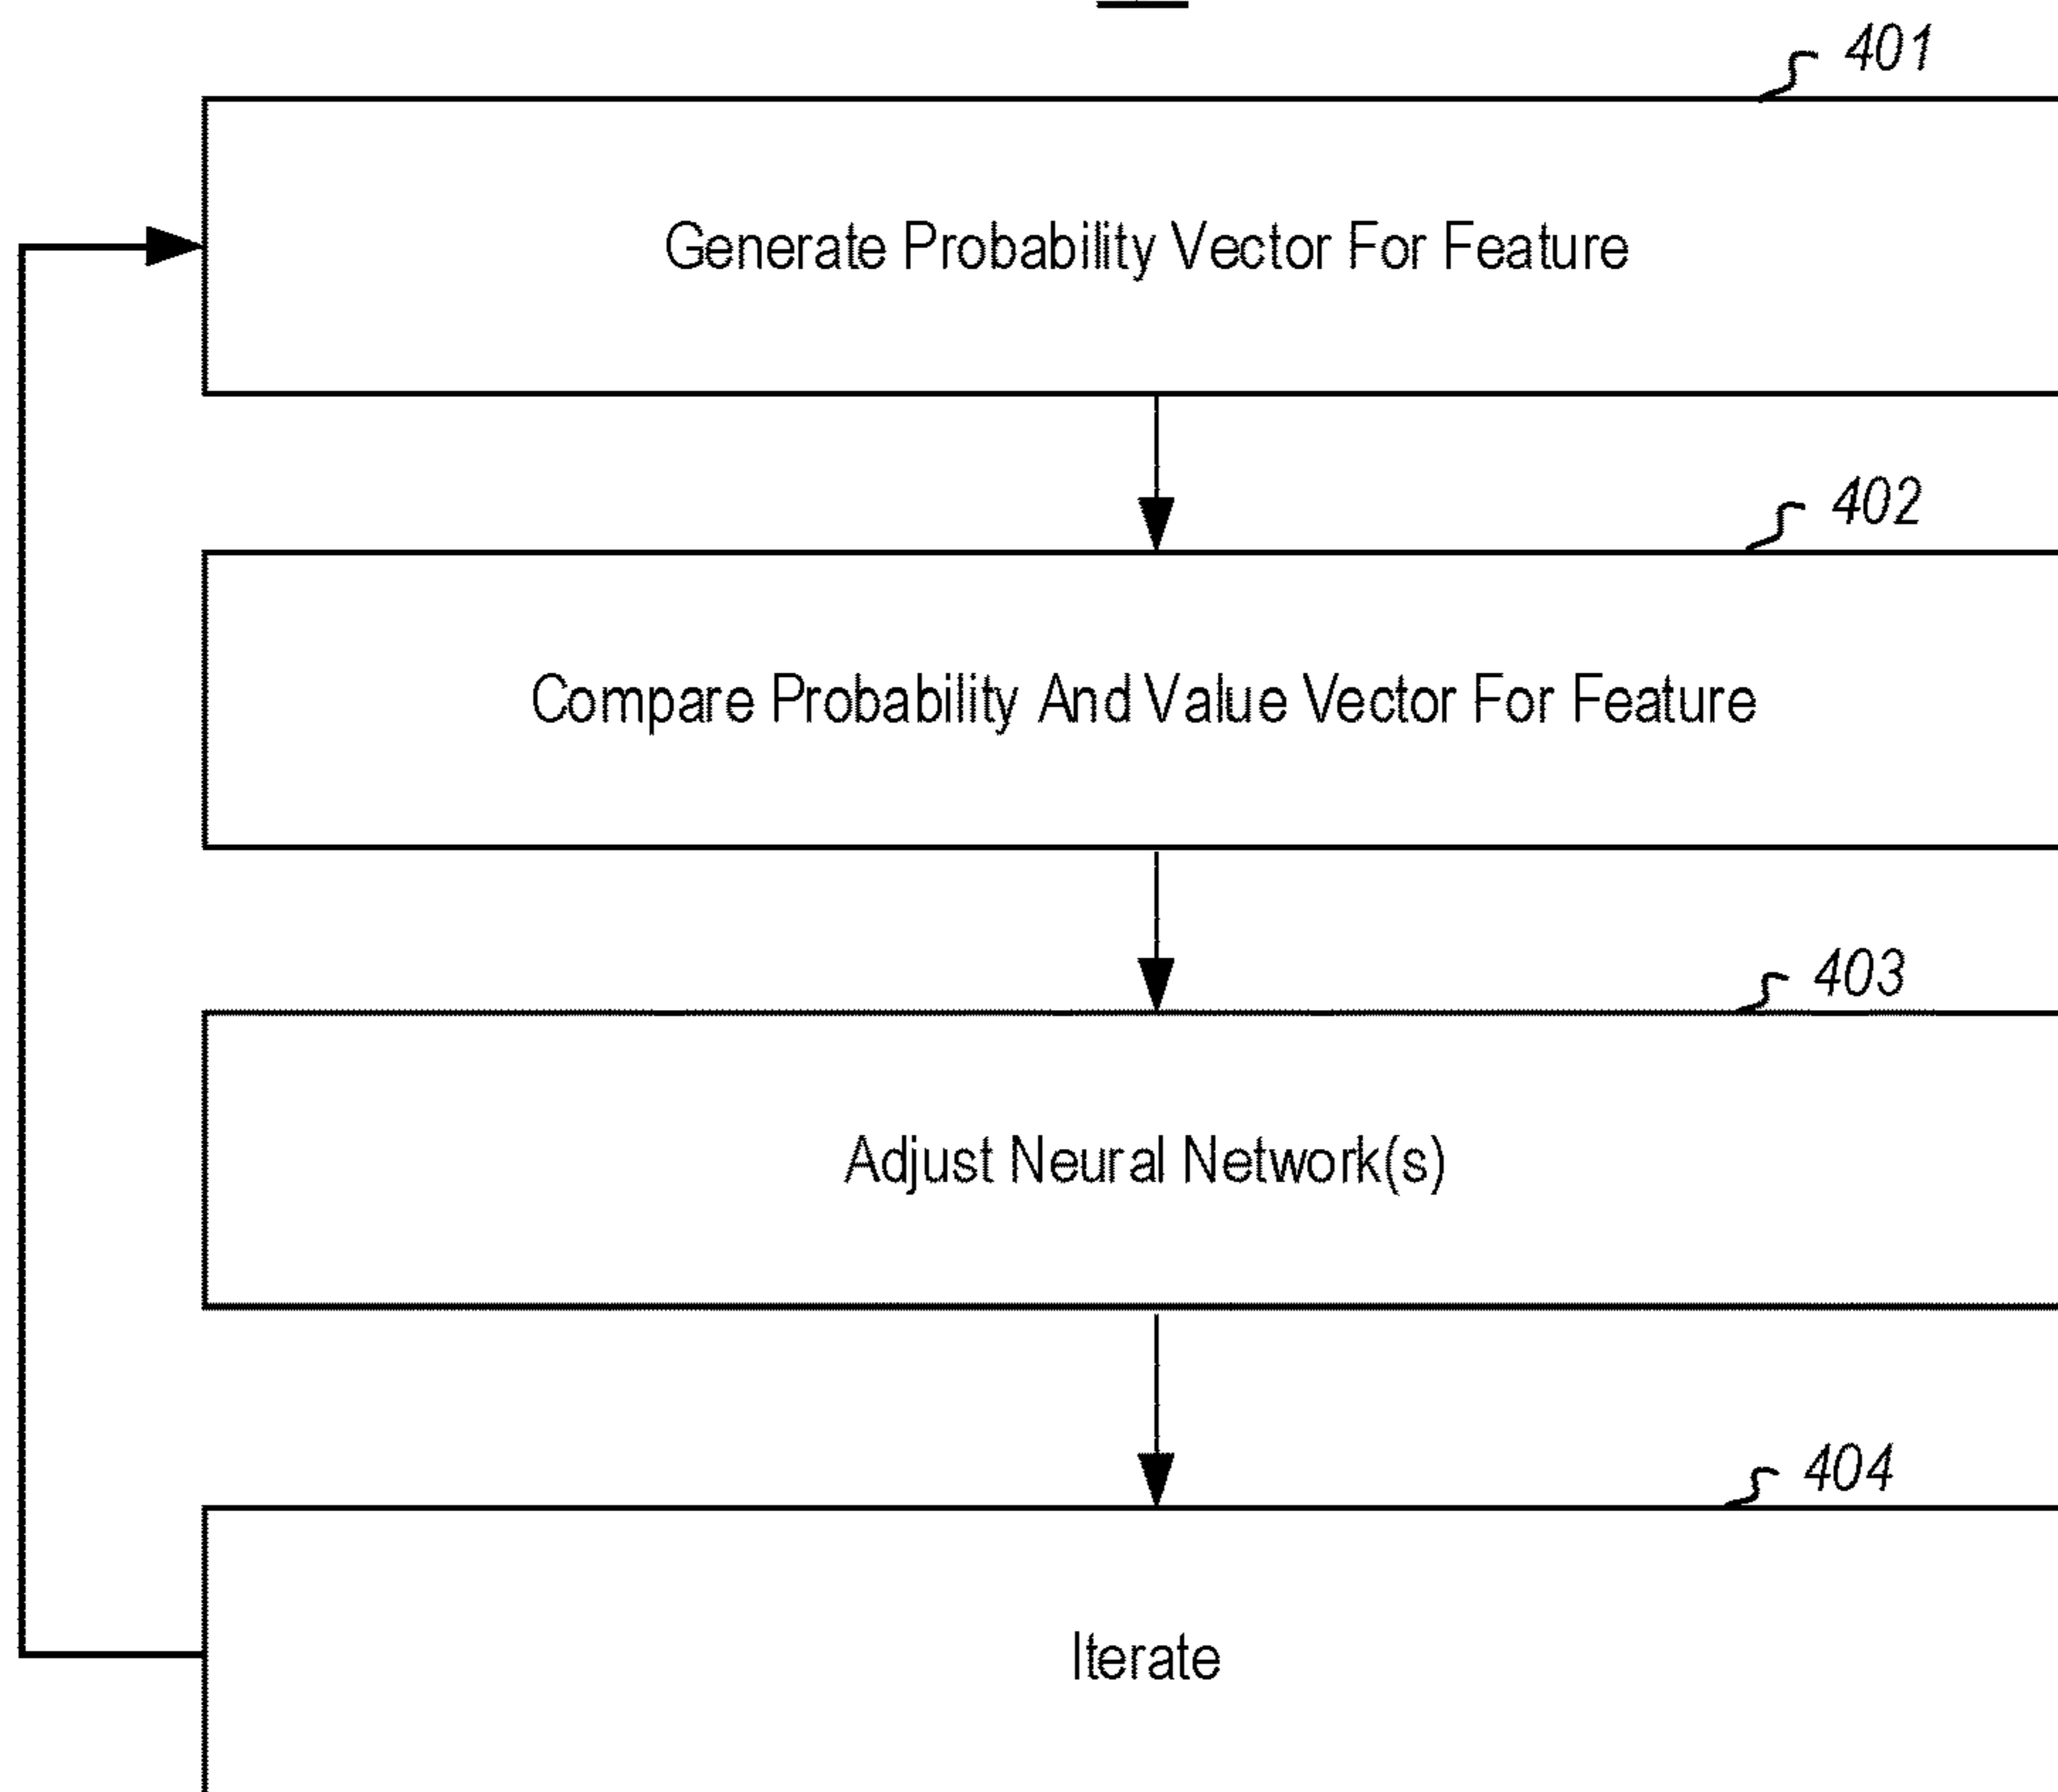 401
Generate Probability Vector For Feature
402
Compare Probability And Value Vector For Feature
403
Adjust Neural Network(s)
404
Iterate